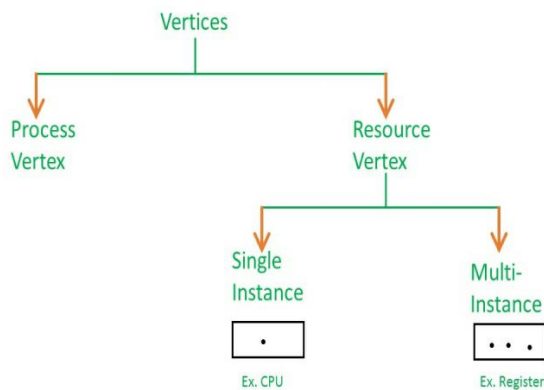 Vertices
Process
Vertex
Resource
Vertex
Single
Instance
Multi-
Instance
Ex. CPU
Ex. Register